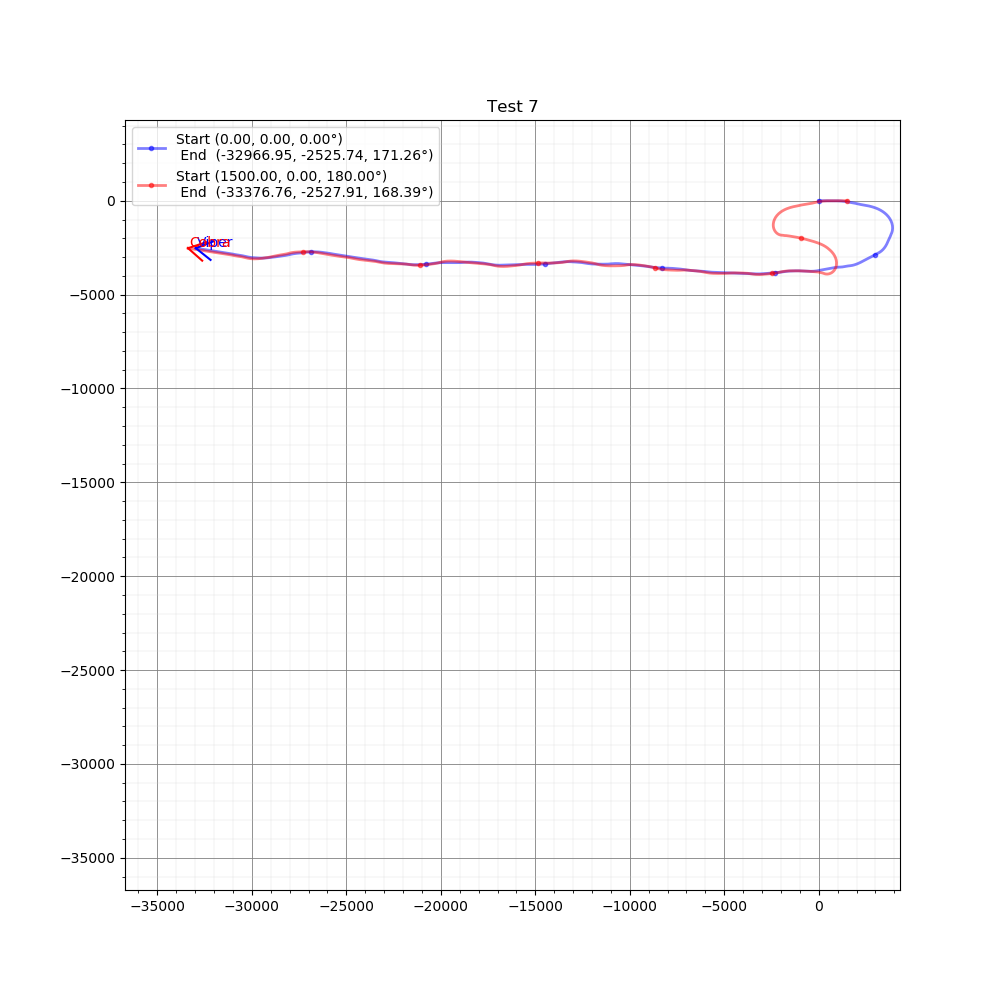 Test 7
Start (0.00, 0.00, 0.00°)
End (-32966.95, -2525.74, 171.26°)
Start (1500.00, 0.00, 180.00°)
End (-33376.76, -2527.91, 168.39°)
0
−5000
−10000
−15000
−20000
−25000
−30000
−35000
−35000 −30000 −25000 −20000 −15000 −10000 −5000 0